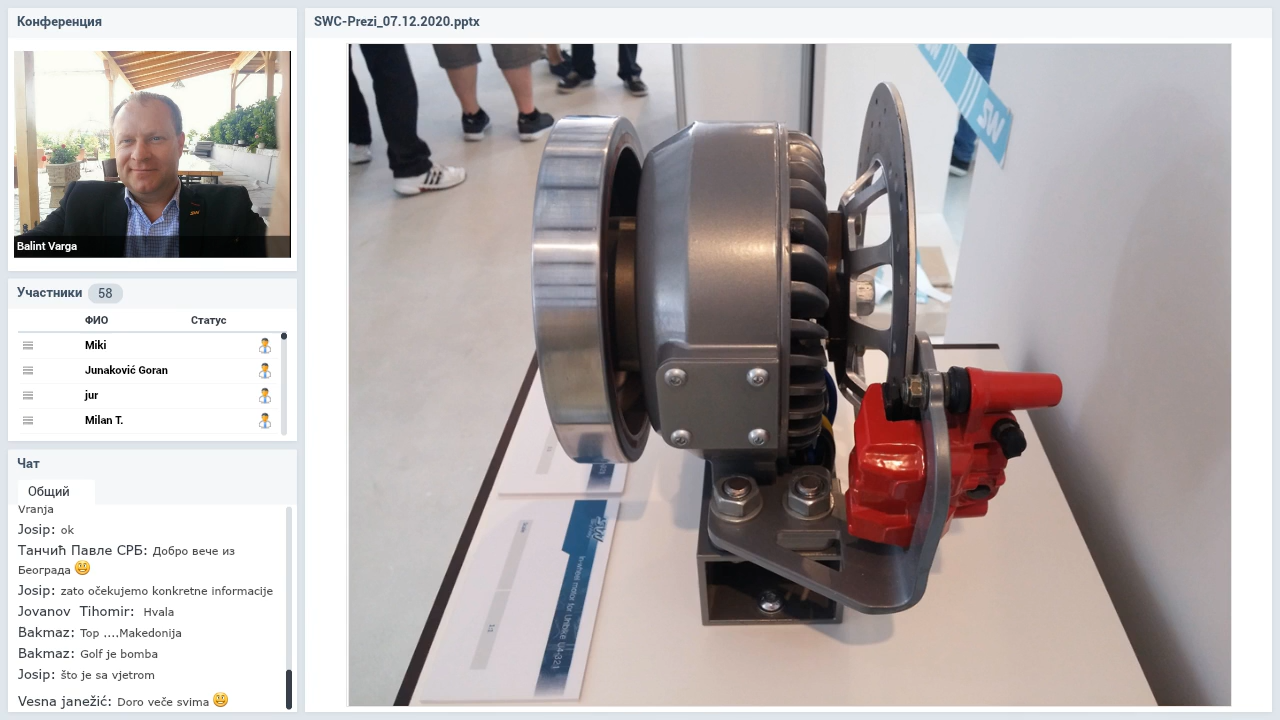 Конференция
SWC-Prezi_07.12.2020.pptx
SW
Balint Varga
Участники 58
ФИО Статус
Miki
Junaković Goran
jur
Milan T.
Чат
Общий
Vranja
Josip: ok
Танчић Павле СРБ: Добро вече из
Београда
Josip: zato očekujemo konkretne informacije
Jovanov Tihomir: Hvala
Bakmaz: Top ....Makedonija
Bakmaz: Golf je bomba
Josip: što je sa vjetrom
Vesna janežić: Doro veče svima